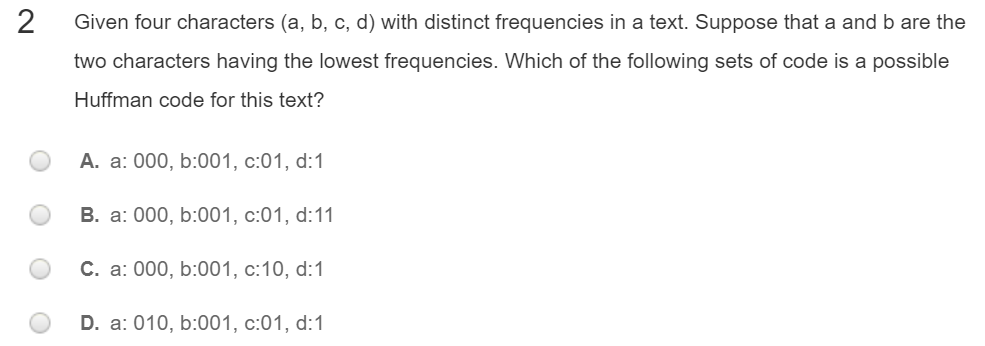 2 Given four characters (a, b, c, d) with distinct frequencies in a text. Suppose that a and b are the
two characters having the lowest frequencies. Which of the following sets of code is a possible
Huffman code for this text?
A. a: 000, b:001, c:01, d:1
B. a: 000, b:001, c:01, d:11
C. a: 000, b:001, c:10, d:1
D. a: 010, b:001, c:01, d:1